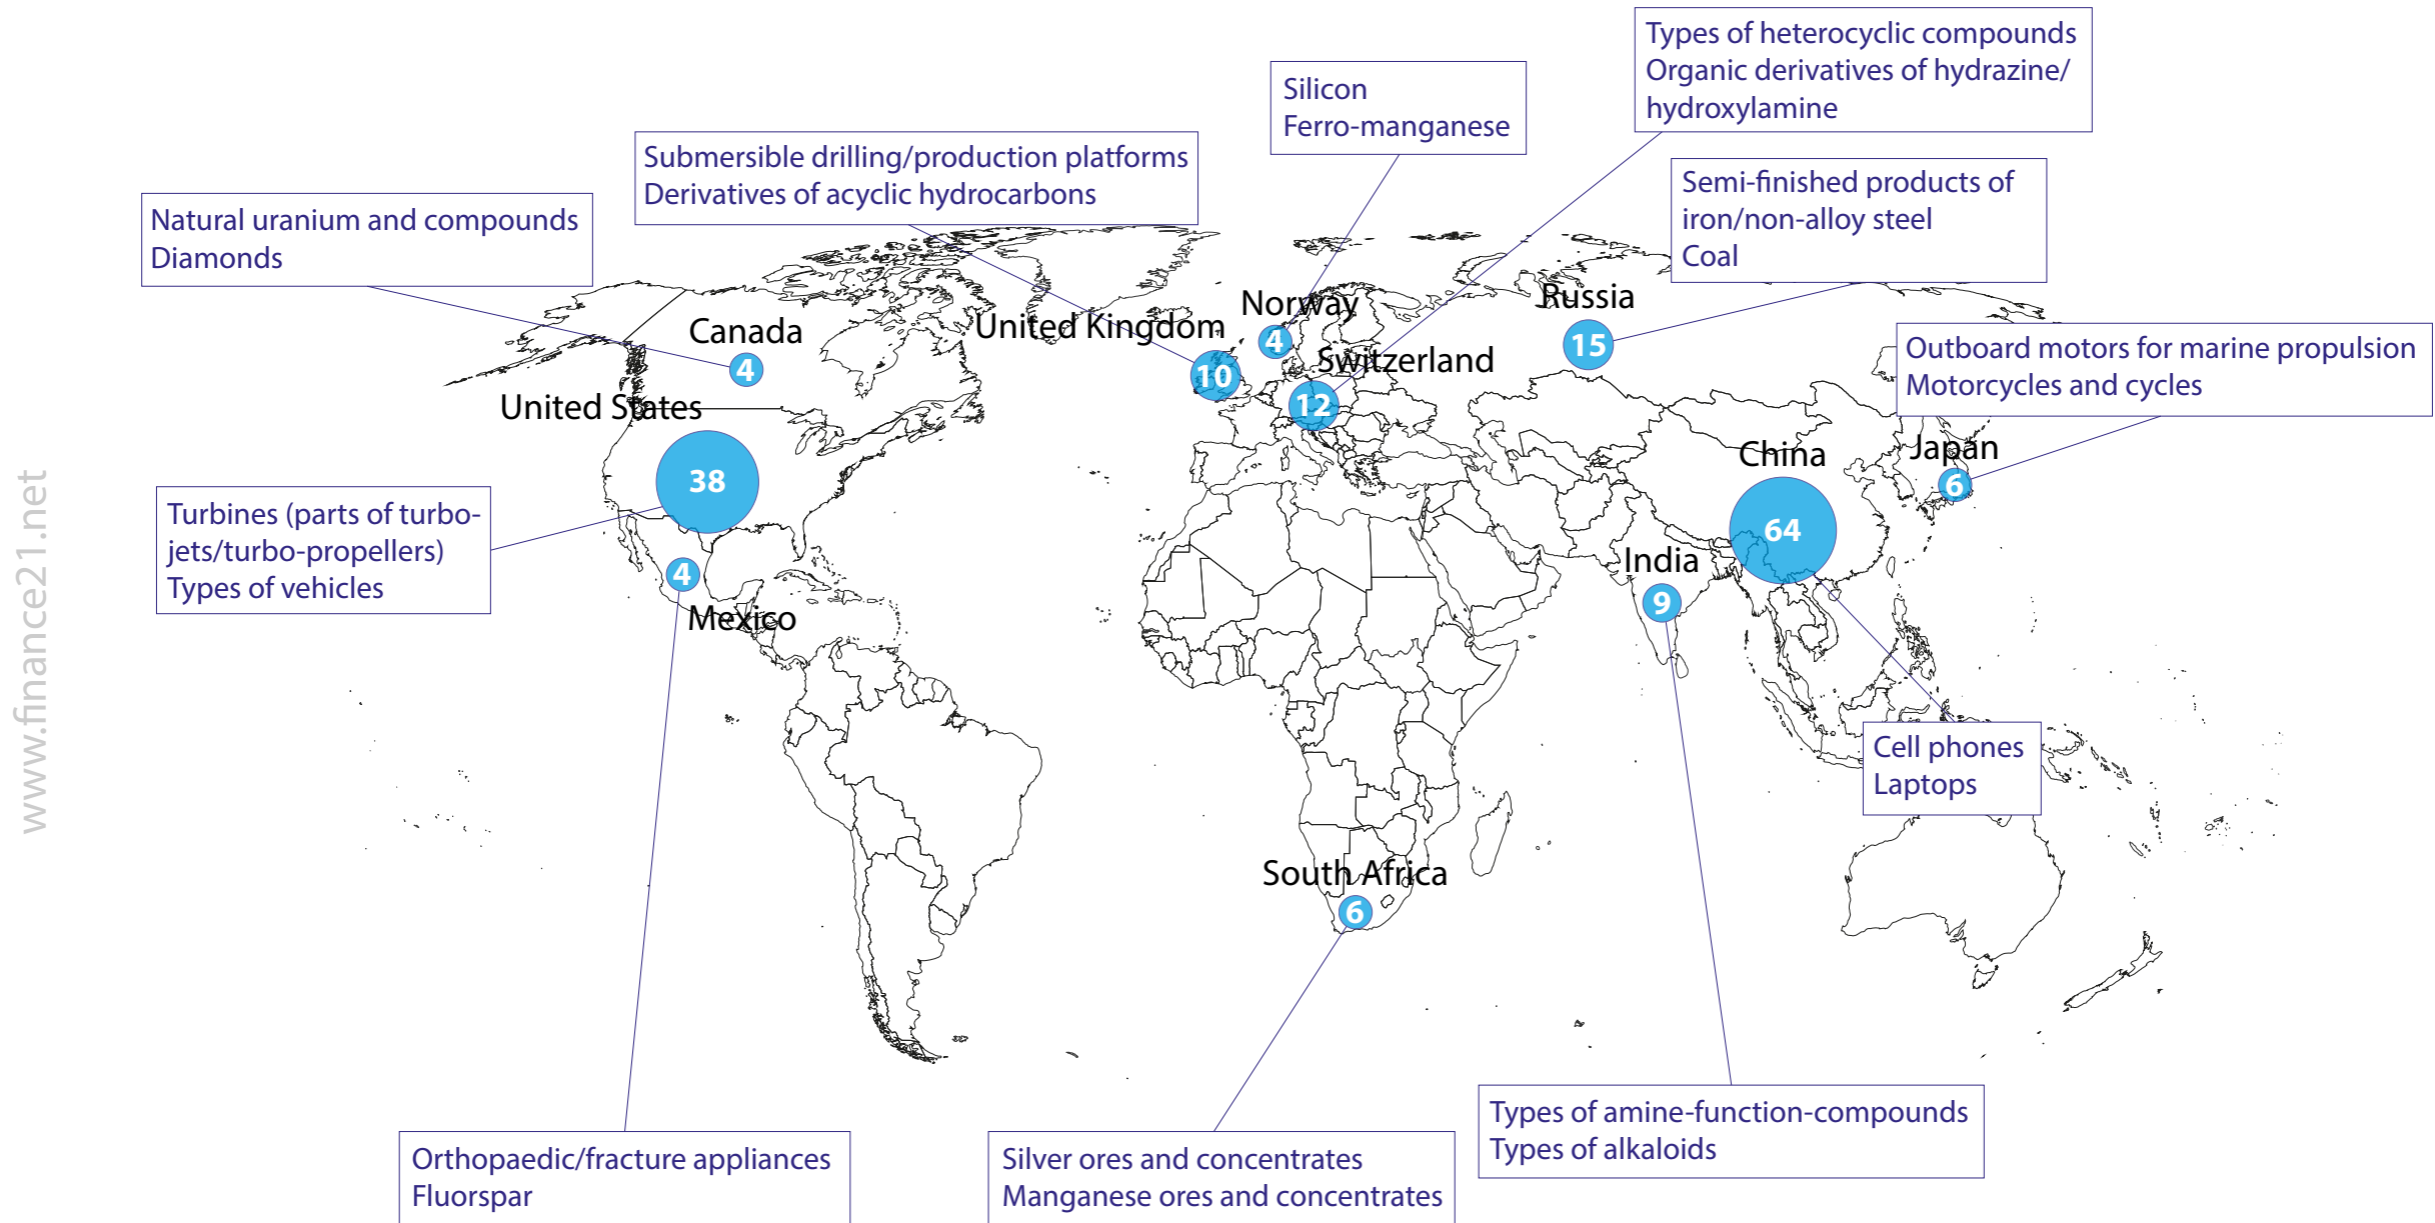 Types of heterocyclic compounds
Organic derivatives of hydrazine/
hydroxylamine
Silicon
Ferro-manganese
Submersible drilling/production platforms
Derivatives of acyclic hydrocarbons
Semi-finished products of
iron/non-alloy steel
Coal
Natural uranium and compounds
Diamonds
Russia
15
Norway
4
Canada
4
United Kingdom
10
Switzerland
12
Outboard motors for marine propulsion
Motorcycles and cycles
United States
38
China
64
Japan
6
Turbines (parts of turbo-
jets/turbo-propellers)
Types of vehicles
India
9
4
Mexico
Cell phones
Laptops
South Africa
6
Types of amine-function-compounds
Types of alkaloids
Orthopaedic/fracture appliances
Fluorspar
Silver ores and concentrates
Manganese ores and concentrates
www.finance21.net